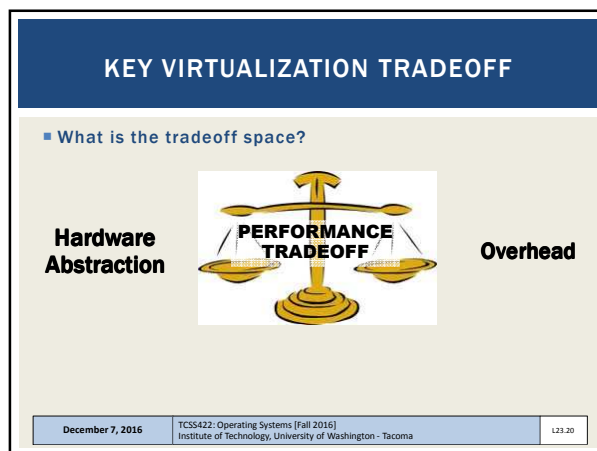 KEY VIRTUALIZATION TRADEOFF
What is the tradeoff space?
Hardware
Abstraction
PERFORMANCE
TRADEOFF
Overhead
December 7, 2016
TCSS422: Operating Systems [Fall 2016]
Institute of Technology, University of Washington - Tacoma
L23.20